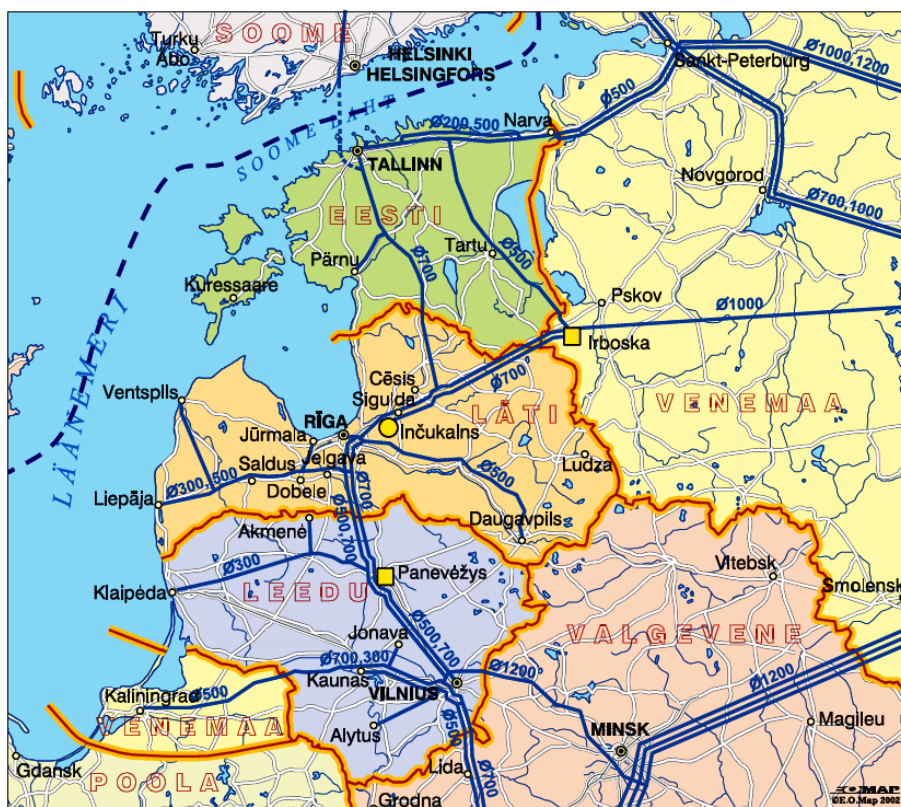 SOOME
Turku
Åbo
HELSINKI
HELSINGFORS
Sankt-Peterburg
Ø1000,1200
Ø500
Narva
Ø200,500
SOOME LAHT
TALLINN
EESTI
Novgorod
Ø700,1000
Tartu
Ø500
Ø700
Pärnu
Kuressaare
Pskov
Ø1000
Irboska
LÄÄNEMERI
Cēsis
Sigulda
Ø700
VENEMAA
Ventspils
RĪGA
Inčukalns
LÄTI
Jūrmala
Jelgava
Saldus
Dobele
Ø300,500
Liepāja
Ø700
Ø500
Ludza
Daugavpils
Akmenė
Ø500,700
Ø300
Klaipėda
LEEDU
Panevėžys
Vitebsk
Smolensk
VALGEVENE
Jonava
Ø500,700
Ø700,300
Kaunas
VILNIUS
Ø1200
Ø1200
Kaliningrad
Ø500
VENEMAA
Alytus
Ø500
Ø700
MINSK
Magileu
Gdansk
POOLA
Lida
Grodna
E.O.MAP
©E.O.Map 2002